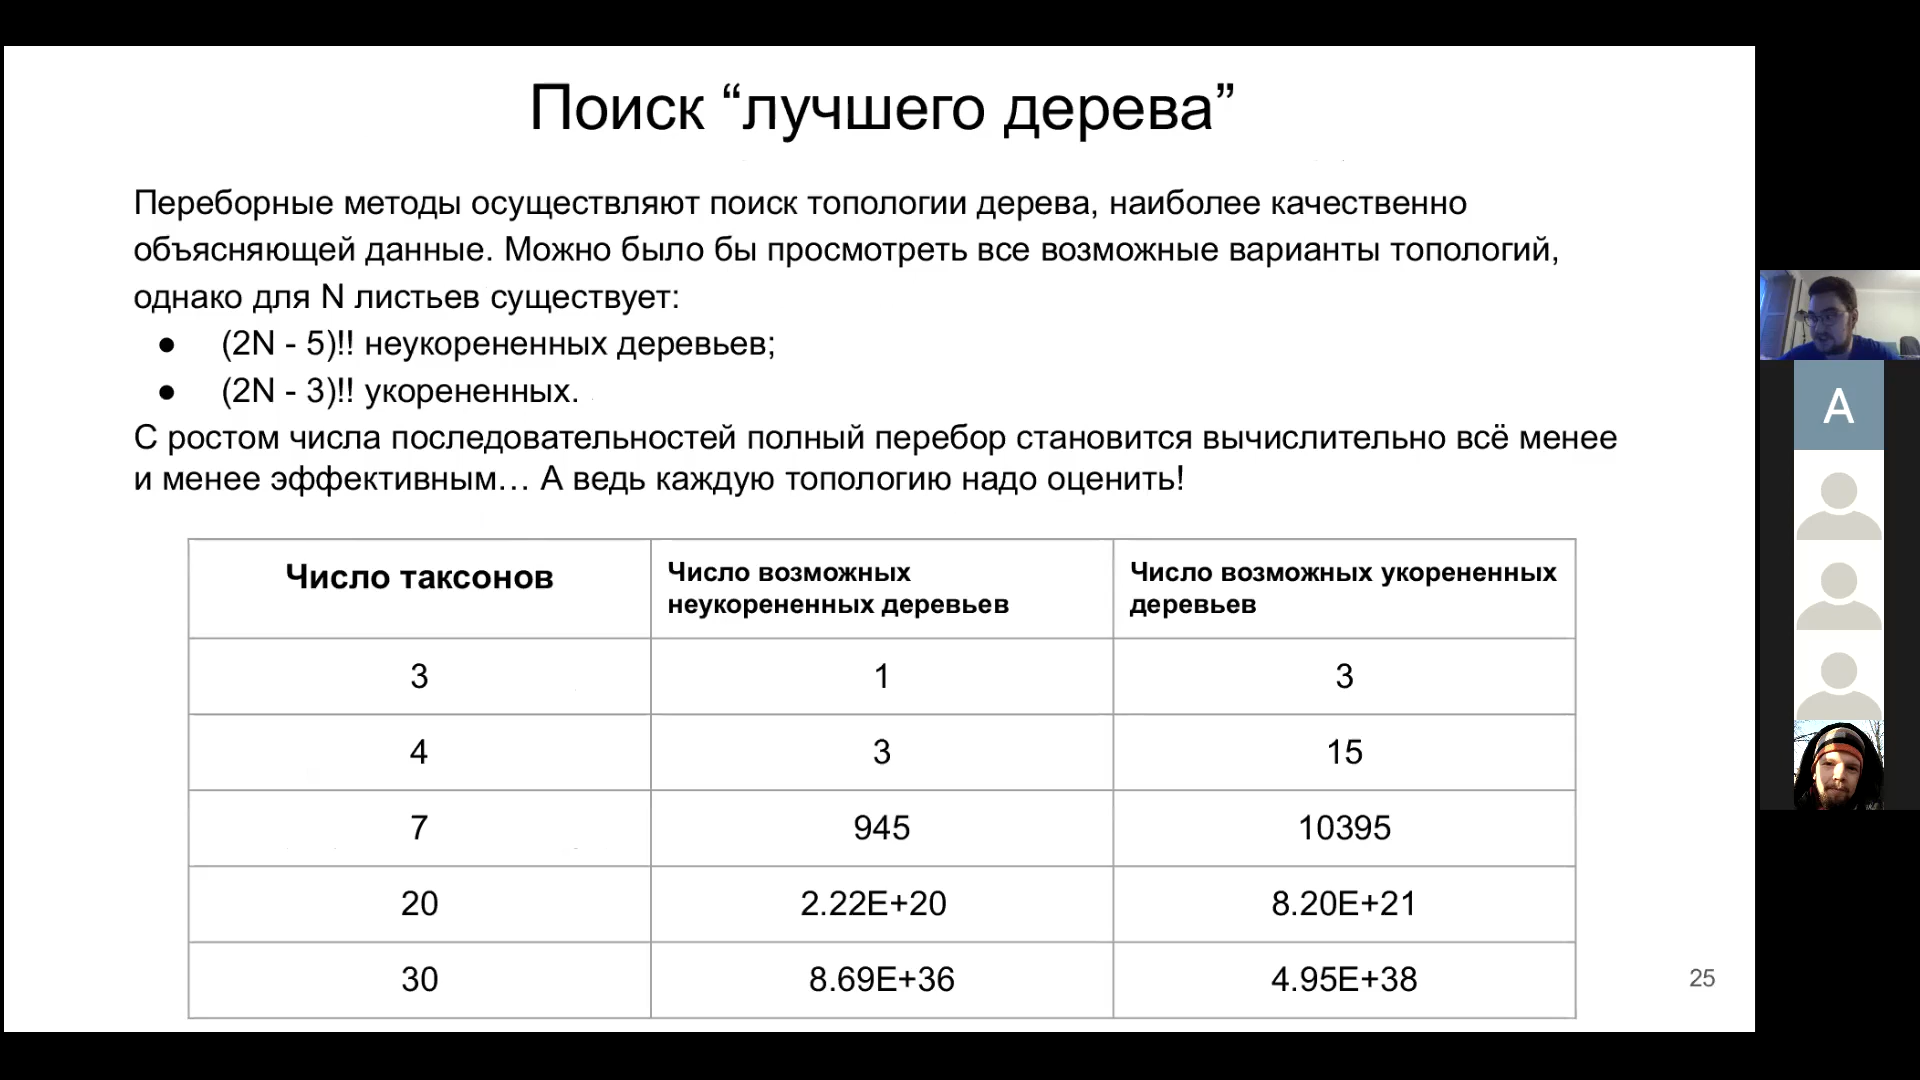 Поиск “лучшего дерева”
Переборные методы осуществляют поиск топологии дерева, наиболее качественно
объясняющей данные. Можно было бы просмотреть все возможные варианты топологий,
однако для N листьев существует:
● (2N - 5)!! неукорененных деревьев;
● (2N - 3)!! укорененных.
С ростом числа последовательностей полный перебор становится вычислительно всё менее
и менее эффективным… А ведь каждую топологию надо оценить!
Число таксонов
Число возможных
неукорененных деревьев
Число возможных укорененных
деревьев
3 1 3
4 3 15
7 945 10395
20 2.22E+20 8.20E+21
30 8.69E+36 4.95E+38
25
A